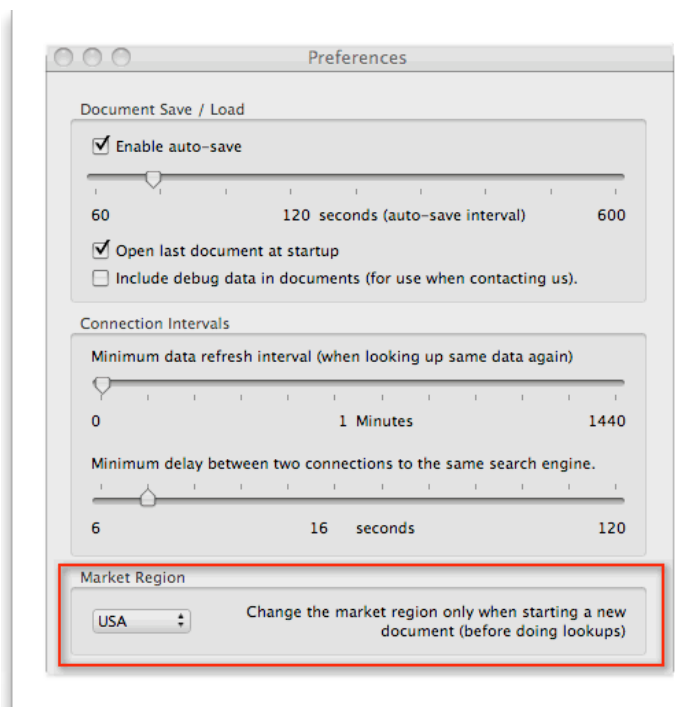 Preferences
Document Save / Load
Enable auto-save
60 120 seconds (auto-save interval) 600
Open last document at startup
Include debug data in documents (for use when contacting us).
Connection Intervals
Minimum data refresh interval (when looking up same data again)
0 1 Minutes 1440
Minimum delay between two connections to the same search engine.
6 16 seconds 120
Market Region
USA Change the market region only when starting a new
document (before doing lookups)